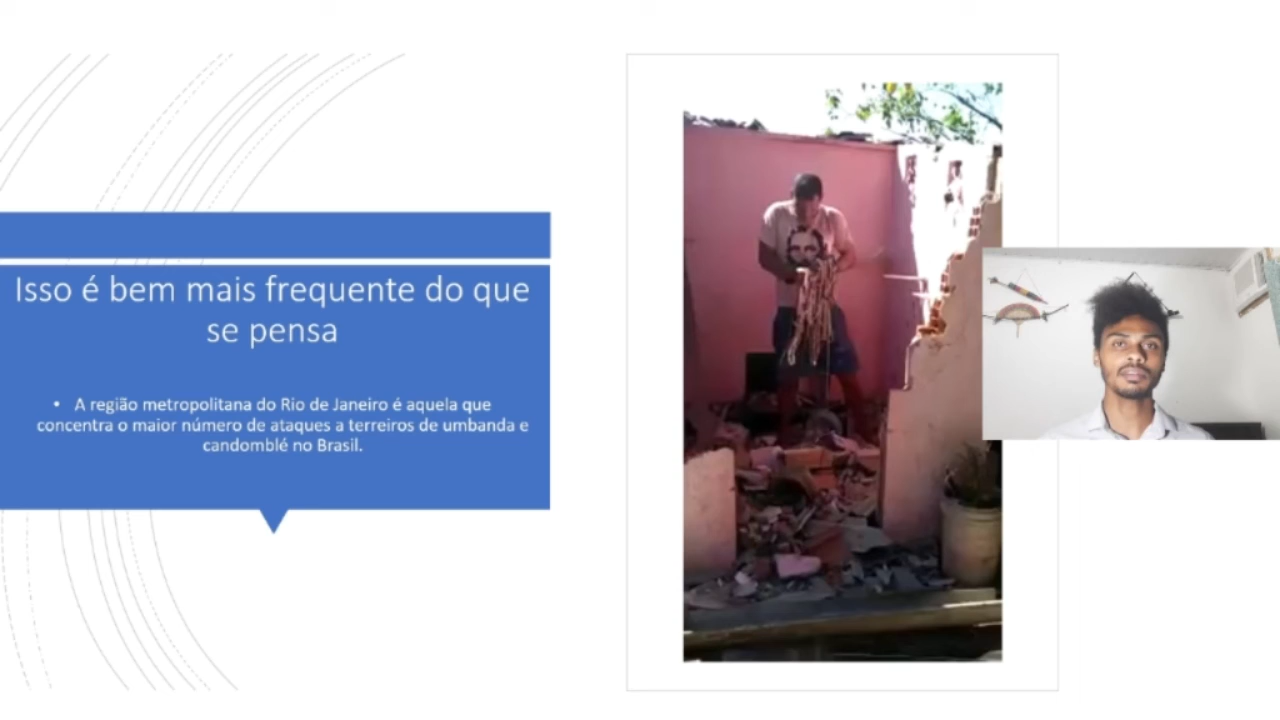 Isso é bem mais frequente do que
se pensa
• A região metropolitana do Rio de Janeiro é aquela que
concentra o maior número de ataques a terreiros de umbanda e
candomblé no Brasil.